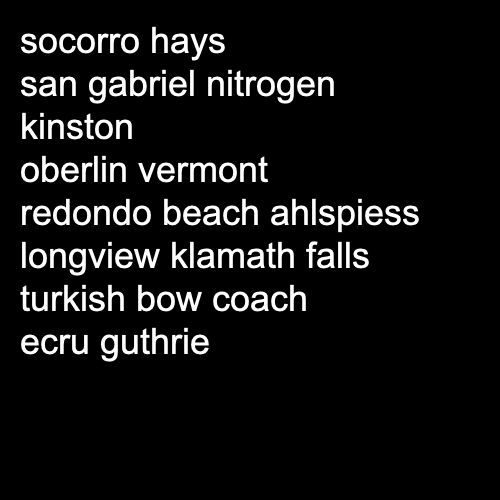 socorro hays
san gabriel nitrogen
kinston
oberlin vermont
redondo beach ahlspiess
longview klamath falls
turkish bow coach
ecru guthrie